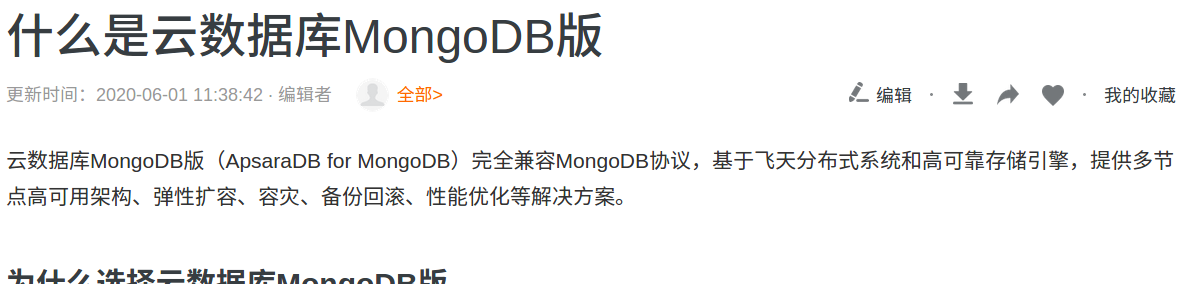 什么是云数据库MongoDB版
更新时间：2020-06-01 11:38:42 · 编辑者 全部> 编辑 · · 我的收藏
云数据库MongoDB版（ApsaraDB for MongoDB）完全兼容MongoDB协议，基于飞天分布式系统和高可靠存储引擎，提供多节
点高可用架构、弹性扩容、容灾、备份回滚、性能优化等解决方案。
为什么选择云数据库MongoDB版